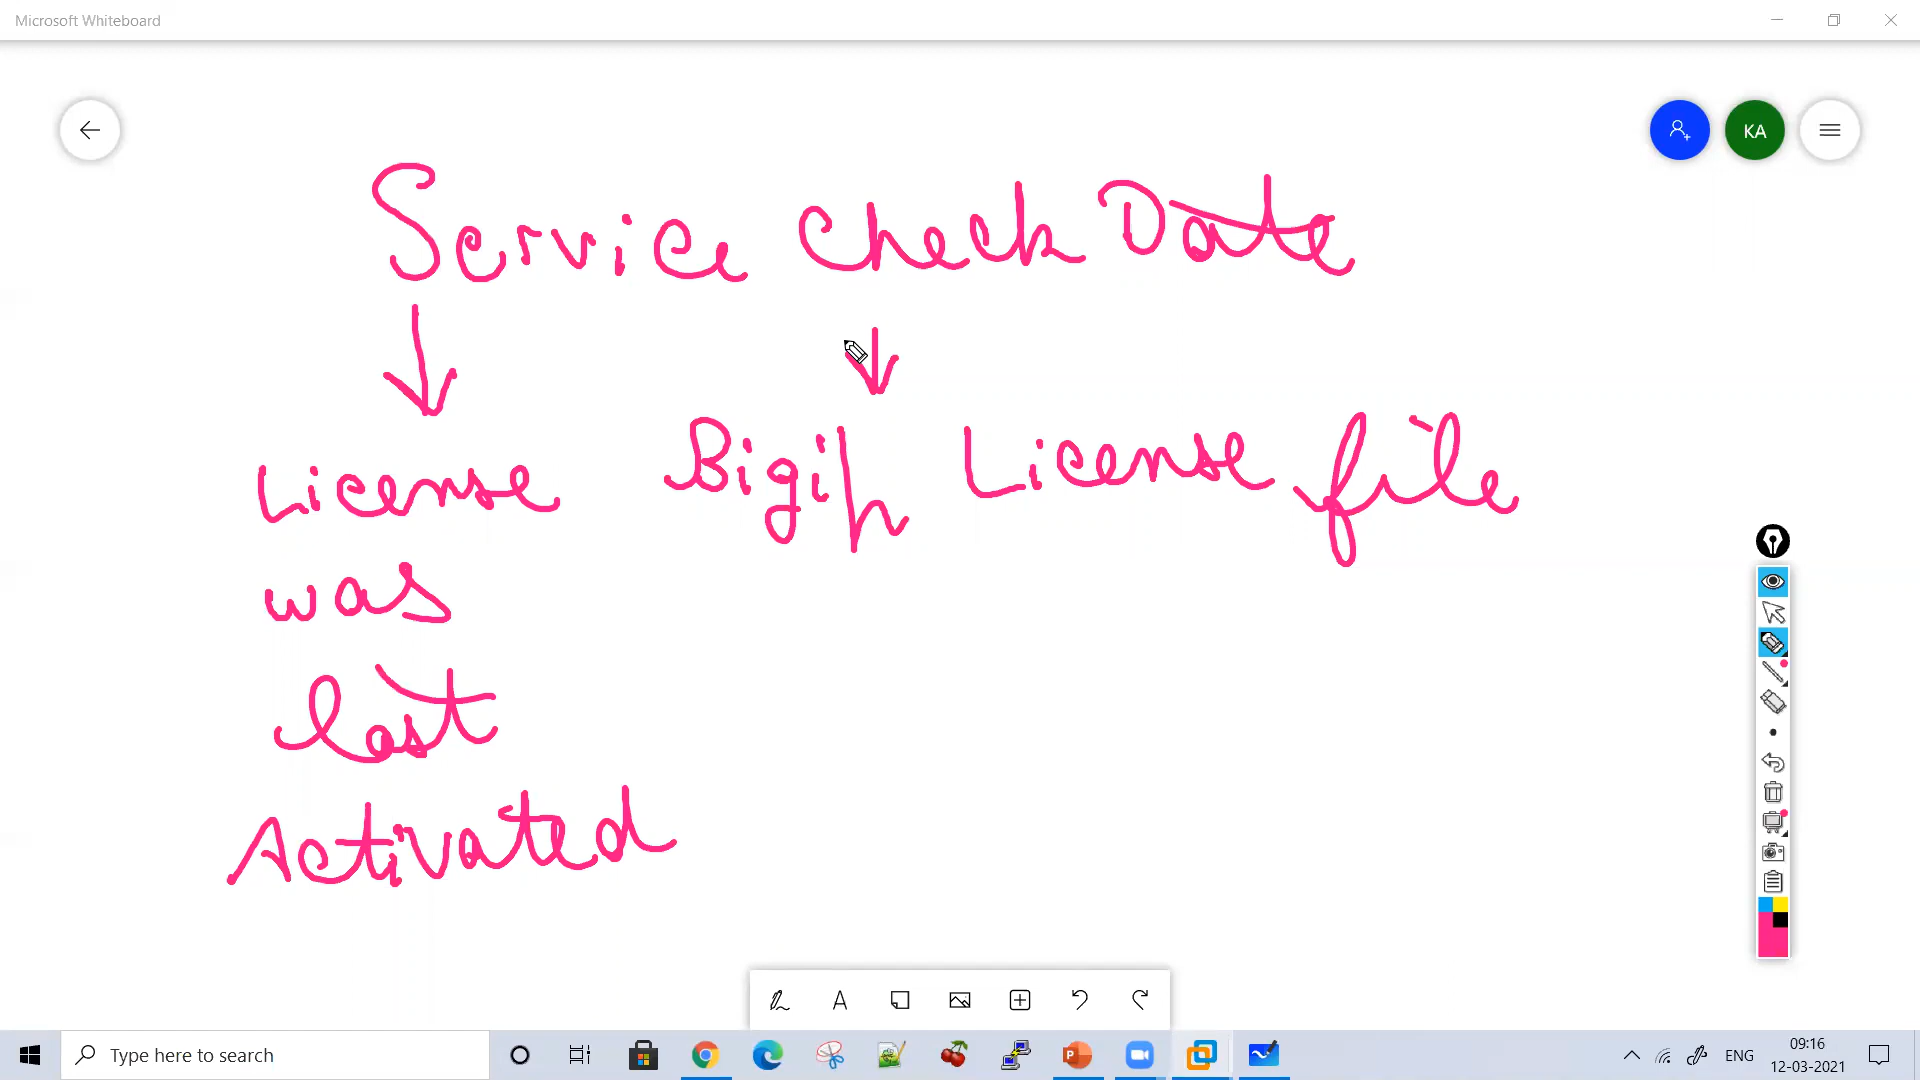 Microsoft Whiteboard
KA
Service Check Date
License
Bigip License file
was
last
Activated
A
Type here to search
P
ENG
09:16
12-03-2021